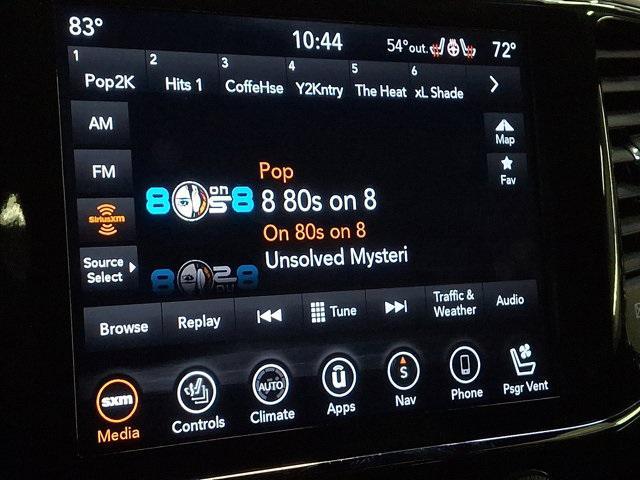 83°
10:44
54°out.
72°
1 Pop2K
2 Hits 1
3 CoffeHse
4 Y2Kntry
5 The Heat
6 xL Shade
AM
Map
FM
Fav
Pop
8on8
8 80s on 8
SiriusXM
On 80s on 8
Unsolved Mysteri
Source
Select
Browse
Replay
Tune
Traffic &
Weather
Audio
sxm
AUTO
ū
S
Media
Controls
Climate
Apps
Nav
Phone
Psgr Vent